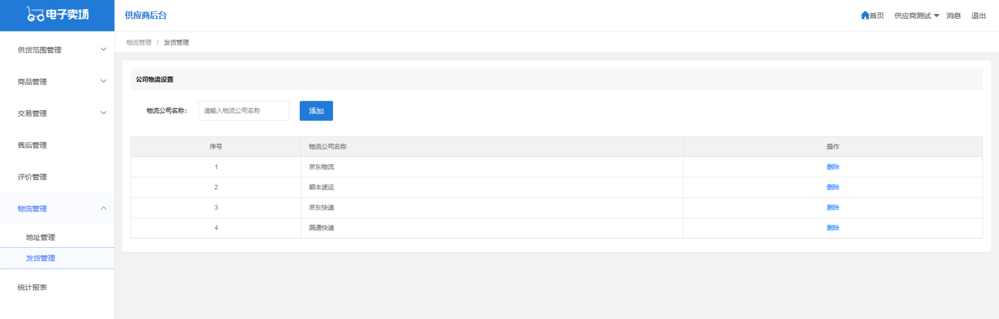 电子卖场
供应商后台
首页 供应商测试 消息 退出
供货范围管理
商品管理
交易管理
售后管理
评价管理
物流管理
地址管理
发货管理
统计报表
物流管理 / 发货管理
公司物流设置
物流公司名称: 请输入物流公司名称 添加
序号 物流公司名称 操作
1 京东物流 删除
2 顺丰速运 删除
3 京东快递 删除
4 圆通快递 删除